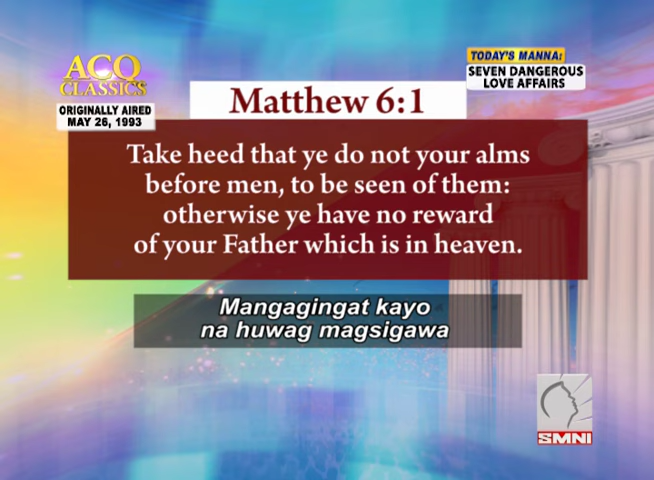 ACQ
CLASSICS
ORIGINALLY AIRED
MAY 26, 1993
TODAY'S MANNA:
SEVEN DANGEROUS
LOVE AFFAIRS
Matthew 6:1
Take heed that ye do not your alms
before men, to be seen of them:
otherwise ye have no reward
of your Father which is in heaven.
Mangagingat kayo
na huwag magsigawa
SMNI